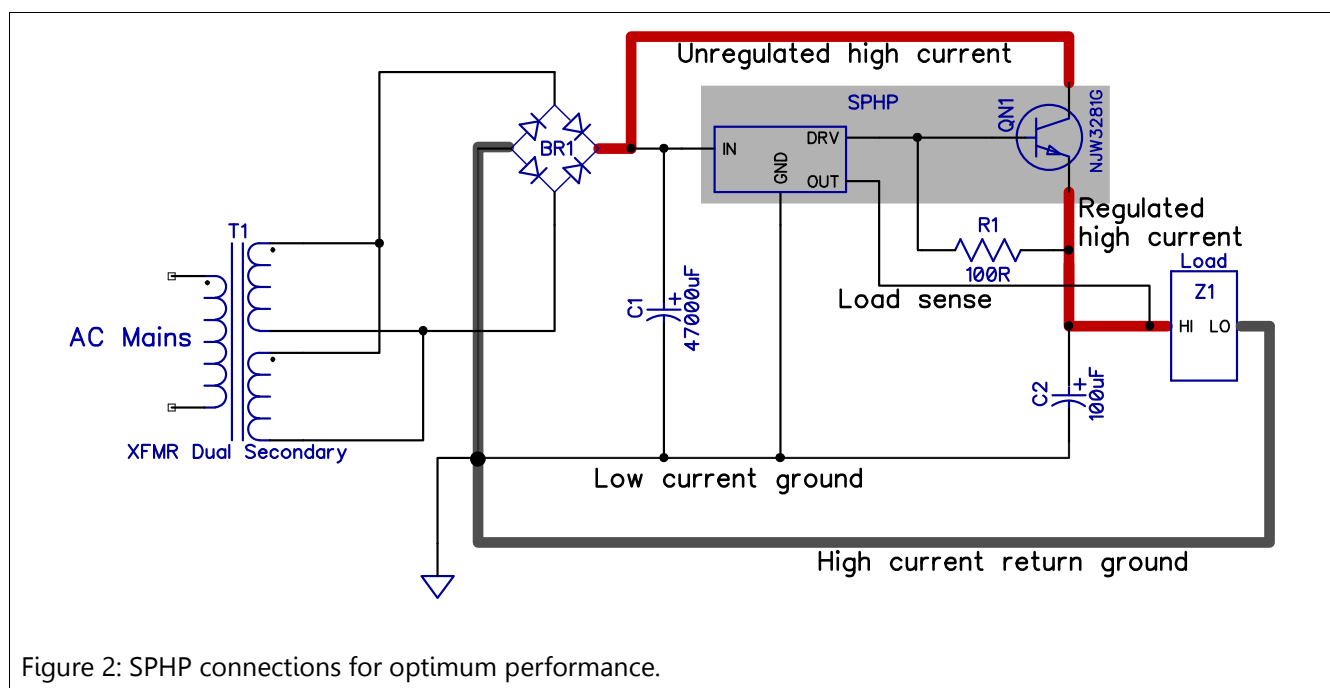 Unregulated high current
SPHP
QN1
NJW3281G
BR1
IN
DRV
GND
OUT
Regulated
high current
T1
R1
100R
Load
Z1
HI LO
Load sense
C1
+
47000uF
AC Mains
C2
+
100uF
XFMR Dual Secondary
Low current ground
High current return ground
Figure 2: SPHP connections for optimum performance.